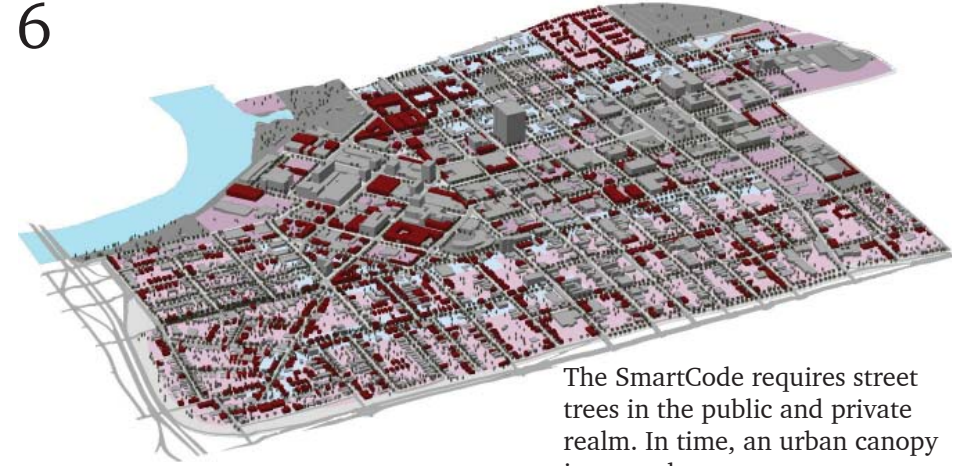 6
The SmartCode requires street
trees in the public and private
realm. In time, an urban canopy